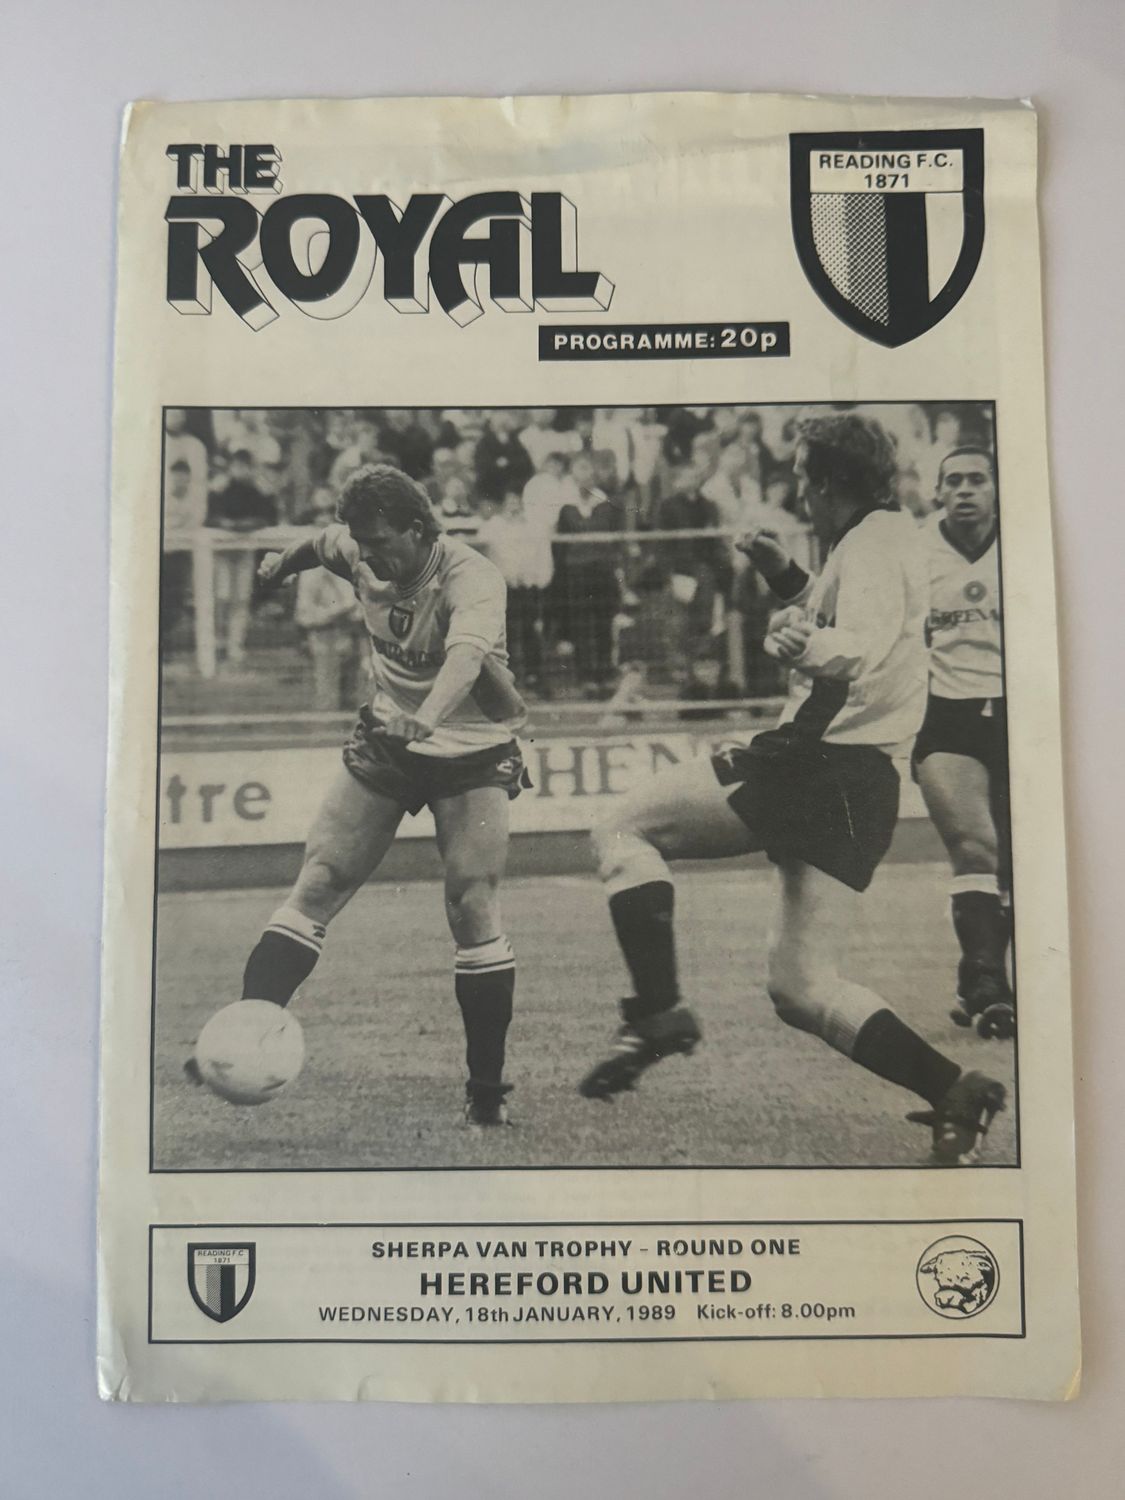 THE
ROYAL
READING F.C.
1871
PROGRAMME: 20p
tre
HEN
READING F.C
1871
SHERPA VAN TROPHY - ROUND ONE
HEREFORD UNITED
WEDNESDAY, 18th JANUARY, 1989 Kick-off: 8.00pm